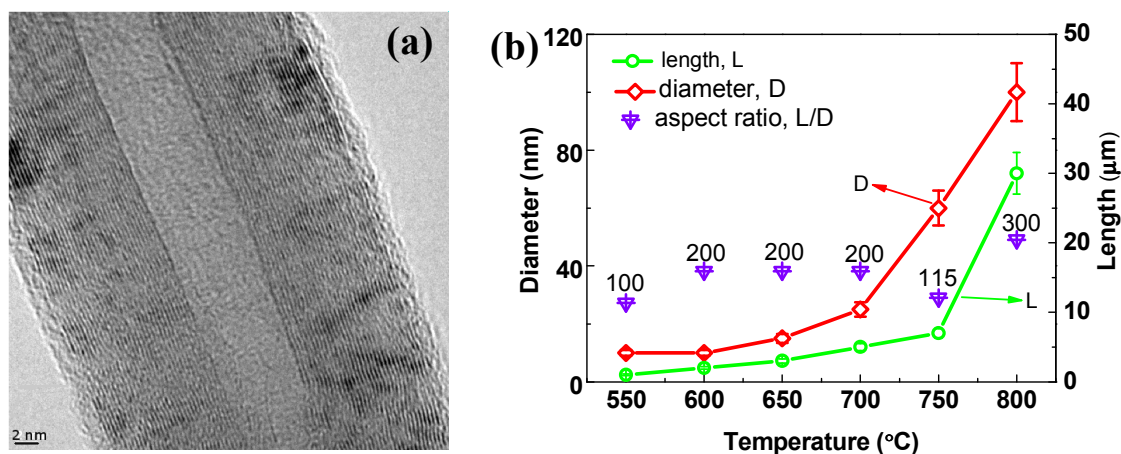 (a)
2 nm
(b)
length, L
diameter, D
aspect ratio, L/D
Diameter (nm)
120
80
40
0
Length (μm)
50
40
30
20
10
0
100
200
200
200
115
300
D
L
550 600 650 700 750 800
Temperature (°C)